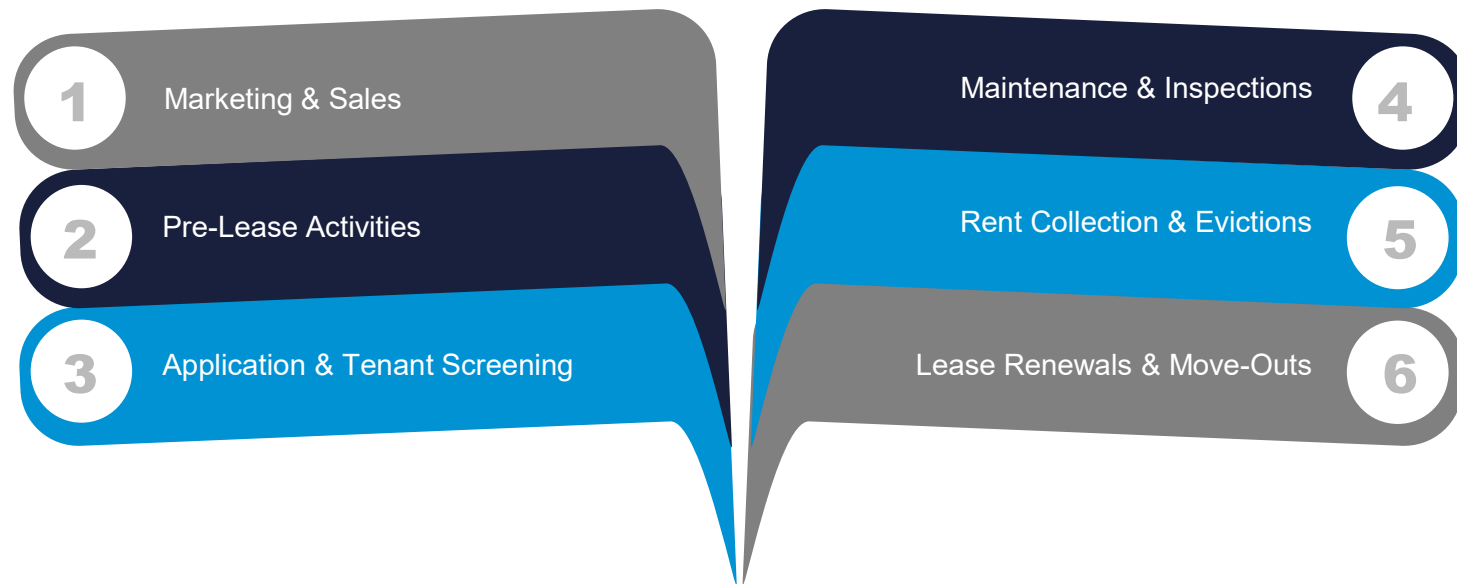 1
Marketing & Sales
2
Pre-Lease Activities
3
Application & Tenant Screening
Maintenance & Inspections
4
Rent Collection & Evictions
5
Lease Renewals & Move-Outs
6